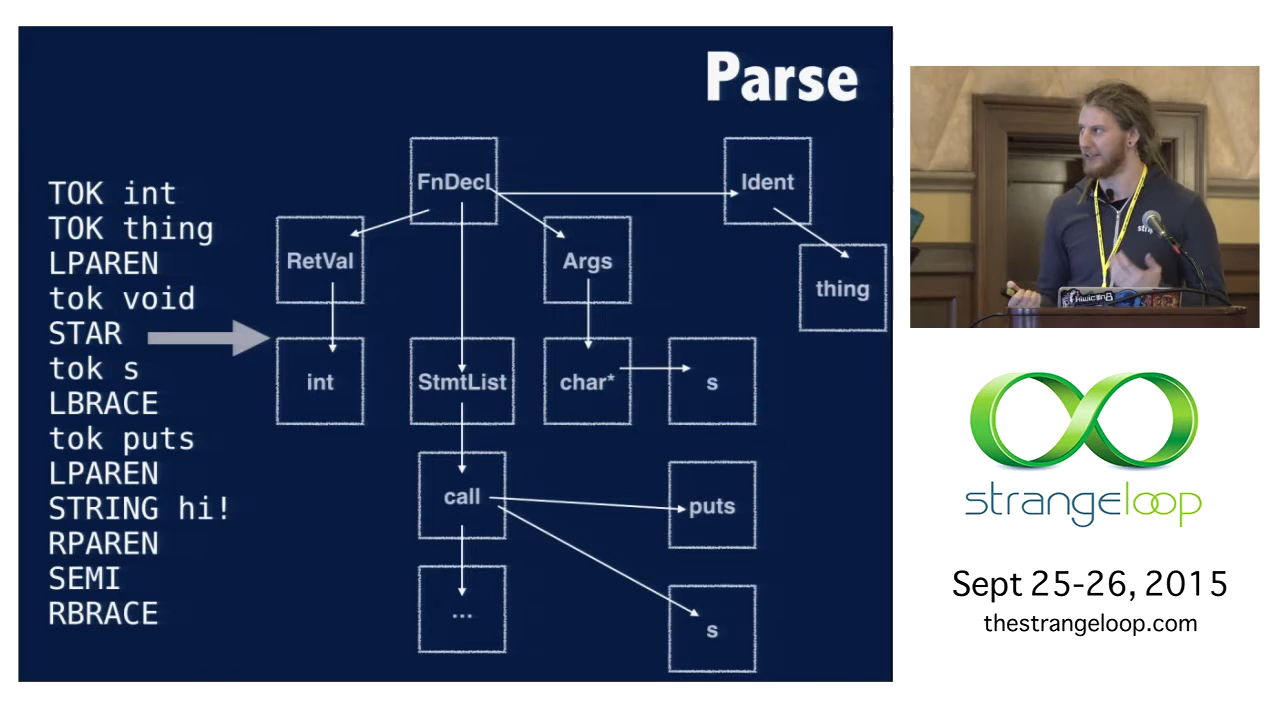 Parse
TOK int
TOK thing
LPAREN
tok void
STAR
tok s
LBRACE
tok puts
LPAREN
STRING hi!
RPAREN
SEMI
RBRACE
FnDecl
Ident
RetVal
Args
thing
int
StmtList
char*
s
call
puts
...
s
strangeloop
Sept 25-26, 2015
thestrangeloop.com